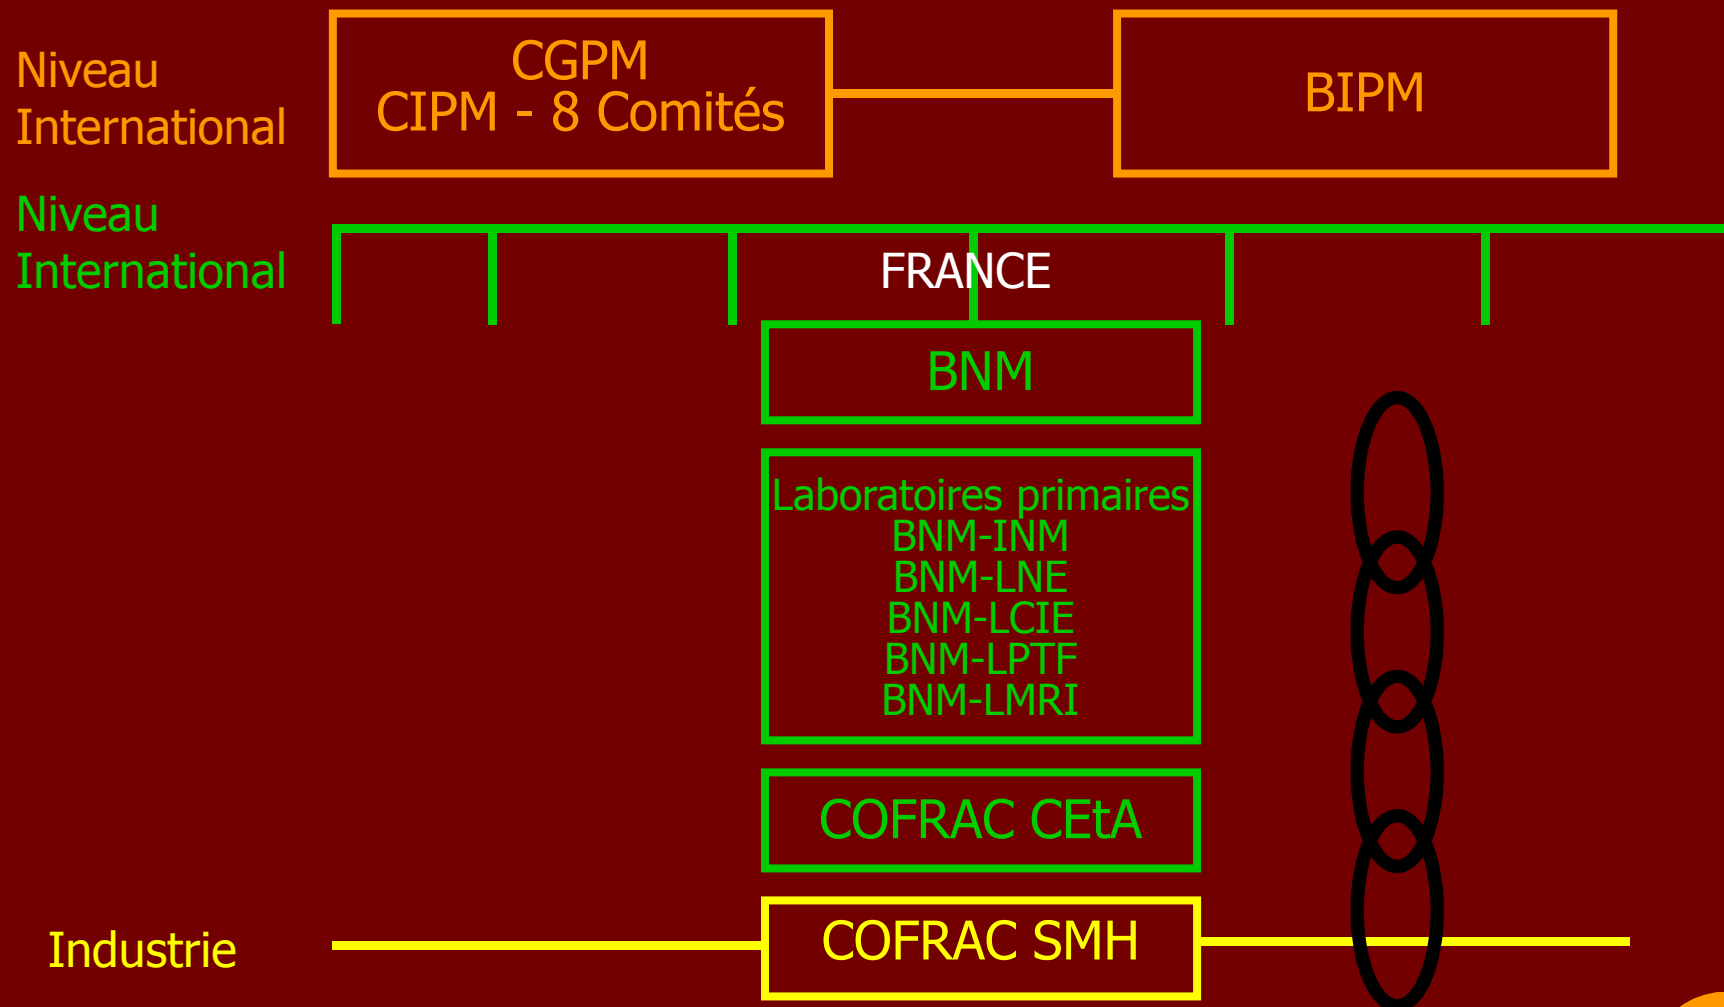 Niveau
International
CGPM
CIPM - 8 Comités
BIPM
Niveau
International
FRANCE
BNM
Laboratoires primaires
BNM-INM
BNM-LNE
BNM-LCIE
BNM-LPTF
BNM-LMRI
COFRAC CEtA
Industrie
COFRAC SMH